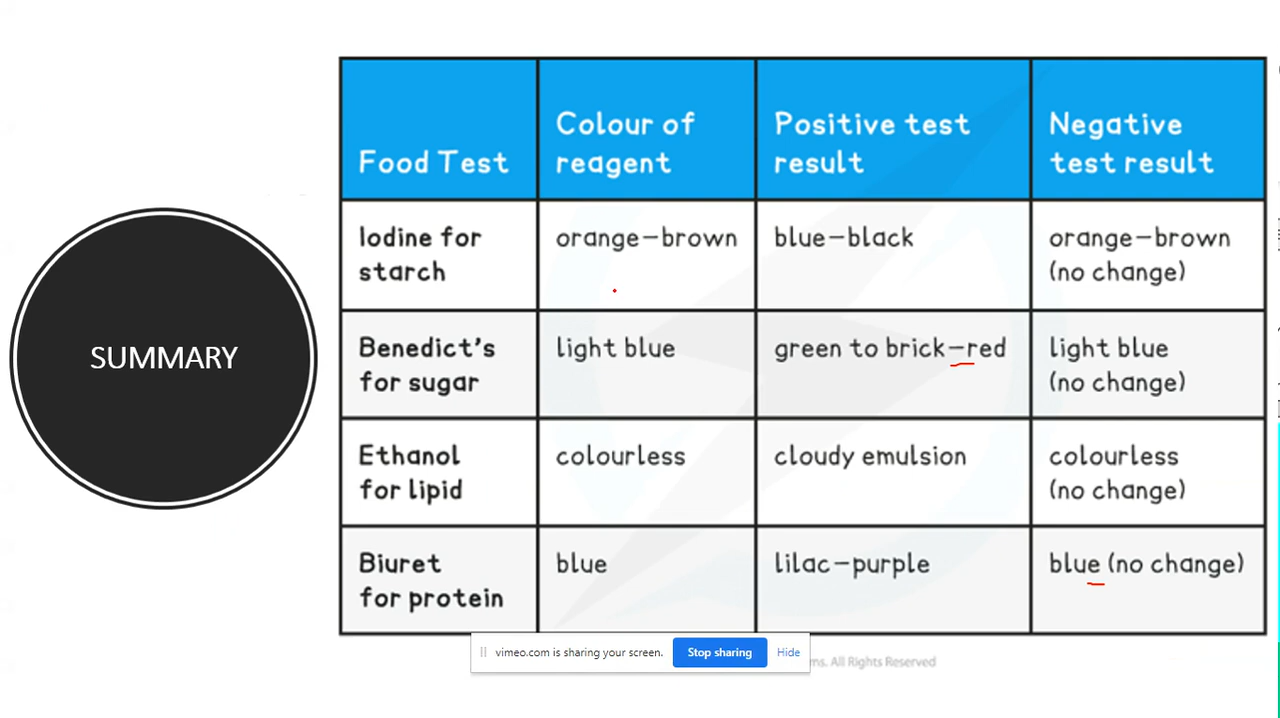 SUMMARY
Food Test
Colour of
reagent
Positive test
result
Negative
test result
Iodine for
starch
orange–brown
blue–black
orange–brown
(no change)
Benedict's
for sugar
light blue
green to brick–red
light blue
(no change)
Ethanol
for lipid
colourless
cloudy emulsion
colourless
(no change)
Biuret
for protein
blue
lilac–purple
blue (no change)
vimeo.com is sharing your screen.
Stop sharing
Hide
All Rights Reserved